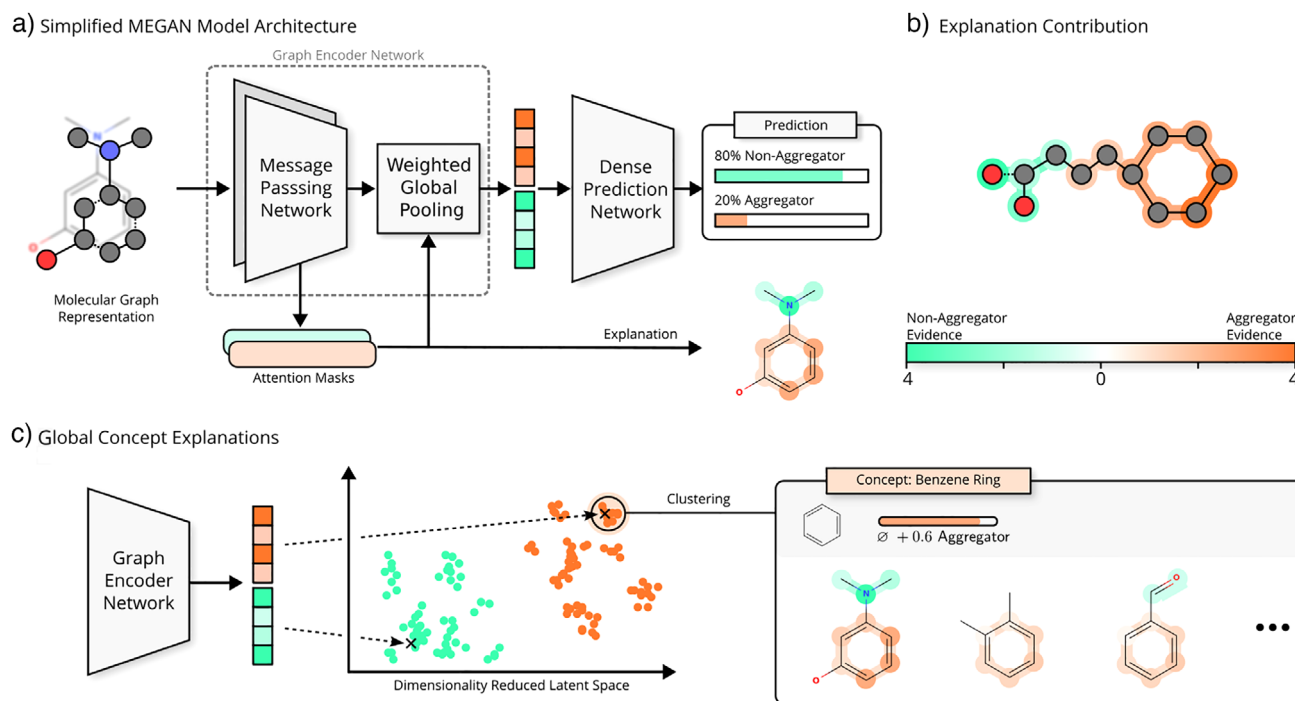 a) Simplified MEGAN Model Architecture
Graph Encoder Network
N
O
Molecular Graph
Representation
Message
Passsing
Network
Weighted
Global
Pooling
Dense
Prediction
Network
Prediction
80% Non-Aggregator
20% Aggregator
Attention Masks
Explanation
N
O
b) Explanation Contribution
Non-Aggregator
Evidence
Aggregator
Evidence
4
0
4
c) Global Concept Explanations
Graph
Encoder
Network
Dimensionality Reduced Latent Space
Clustering
Concept: Benzene Ring
∅ +0.6 Aggregator
N
O
O